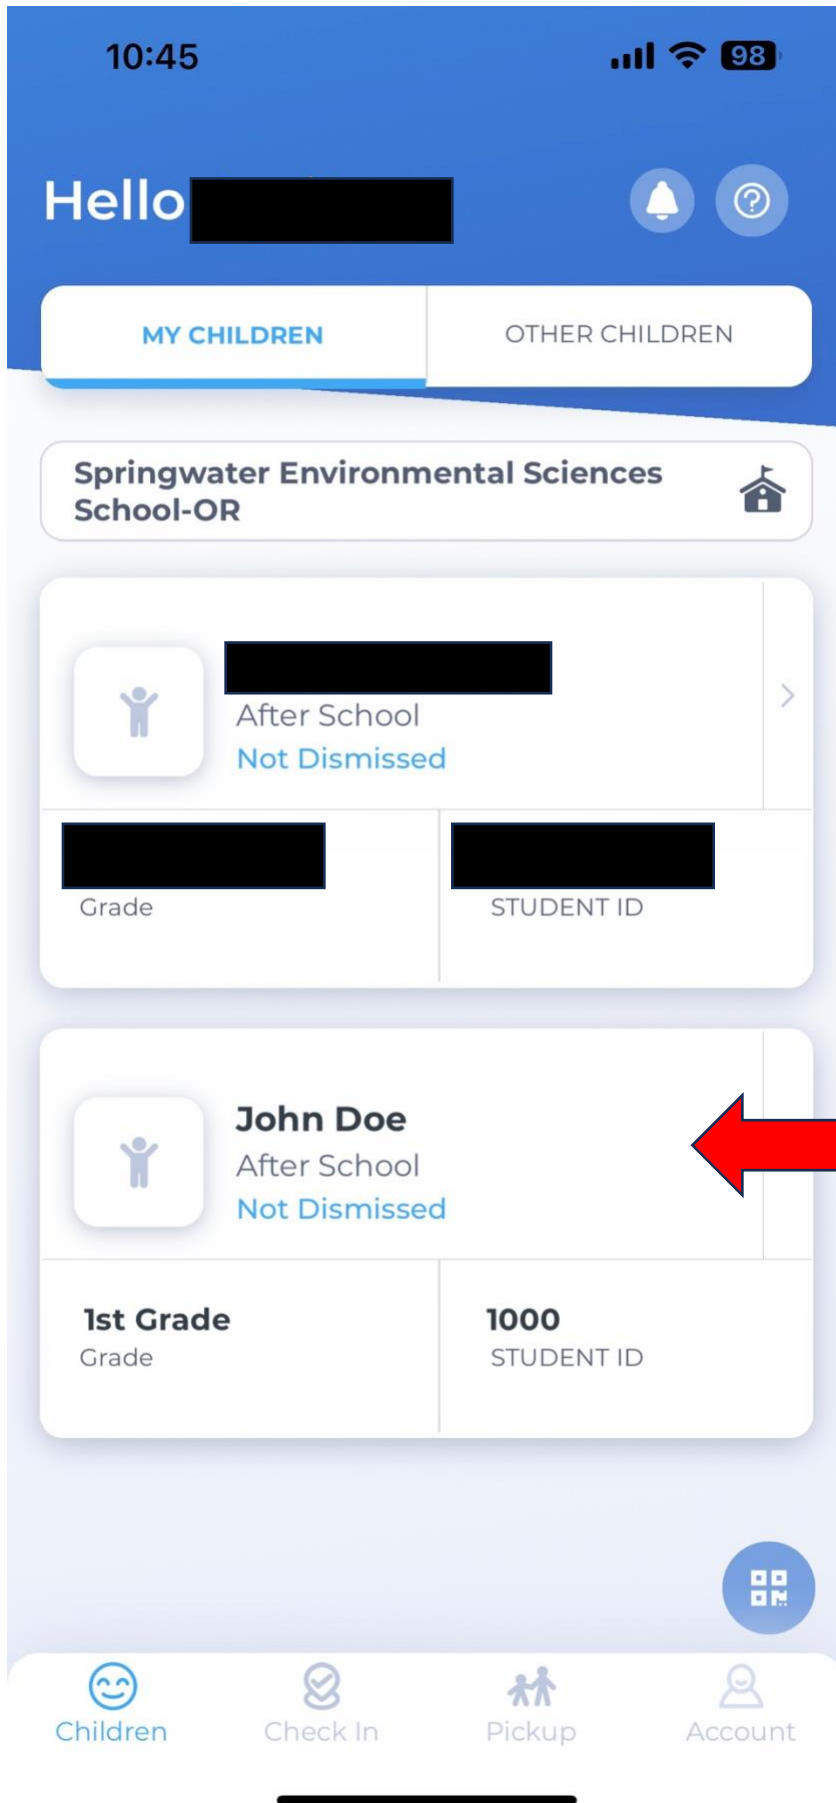 10:45
98
Hello
MY CHILDREN
OTHER CHILDREN
Springwater Environmental Sciences
School-OR
After School
Not Dismissed
Grade
STUDENT ID
John Doe
After School
Not Dismissed
1st Grade
1000
Grade
STUDENT ID
Children
Check In
Pickup
Account